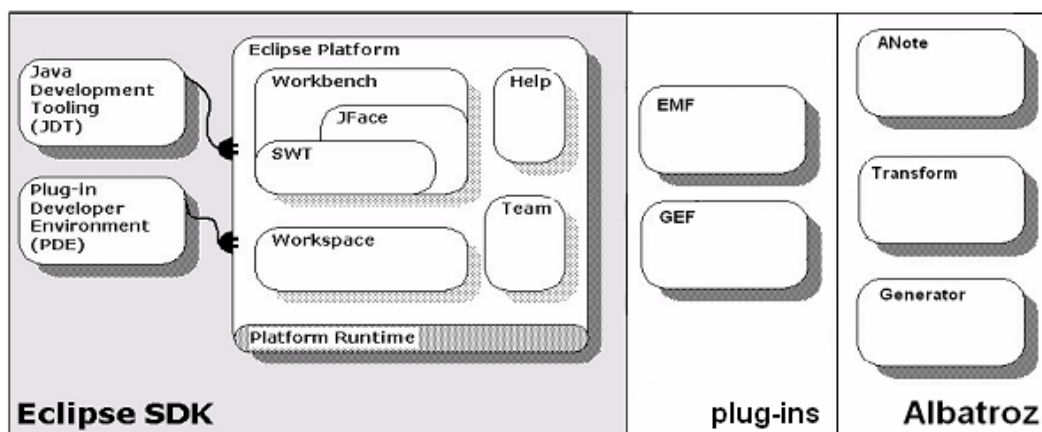 Java
Development
Tooling
(JDT)
Plug-in
Developer
Environment
(PDE)
Eclipse Platform
Workbench
JFace
SWT
Help
Team
Workspace
Platform Runtime
Eclipse SDK
EMF
GEF
plug-ins
ANote
Transform
Generator
Albatroz